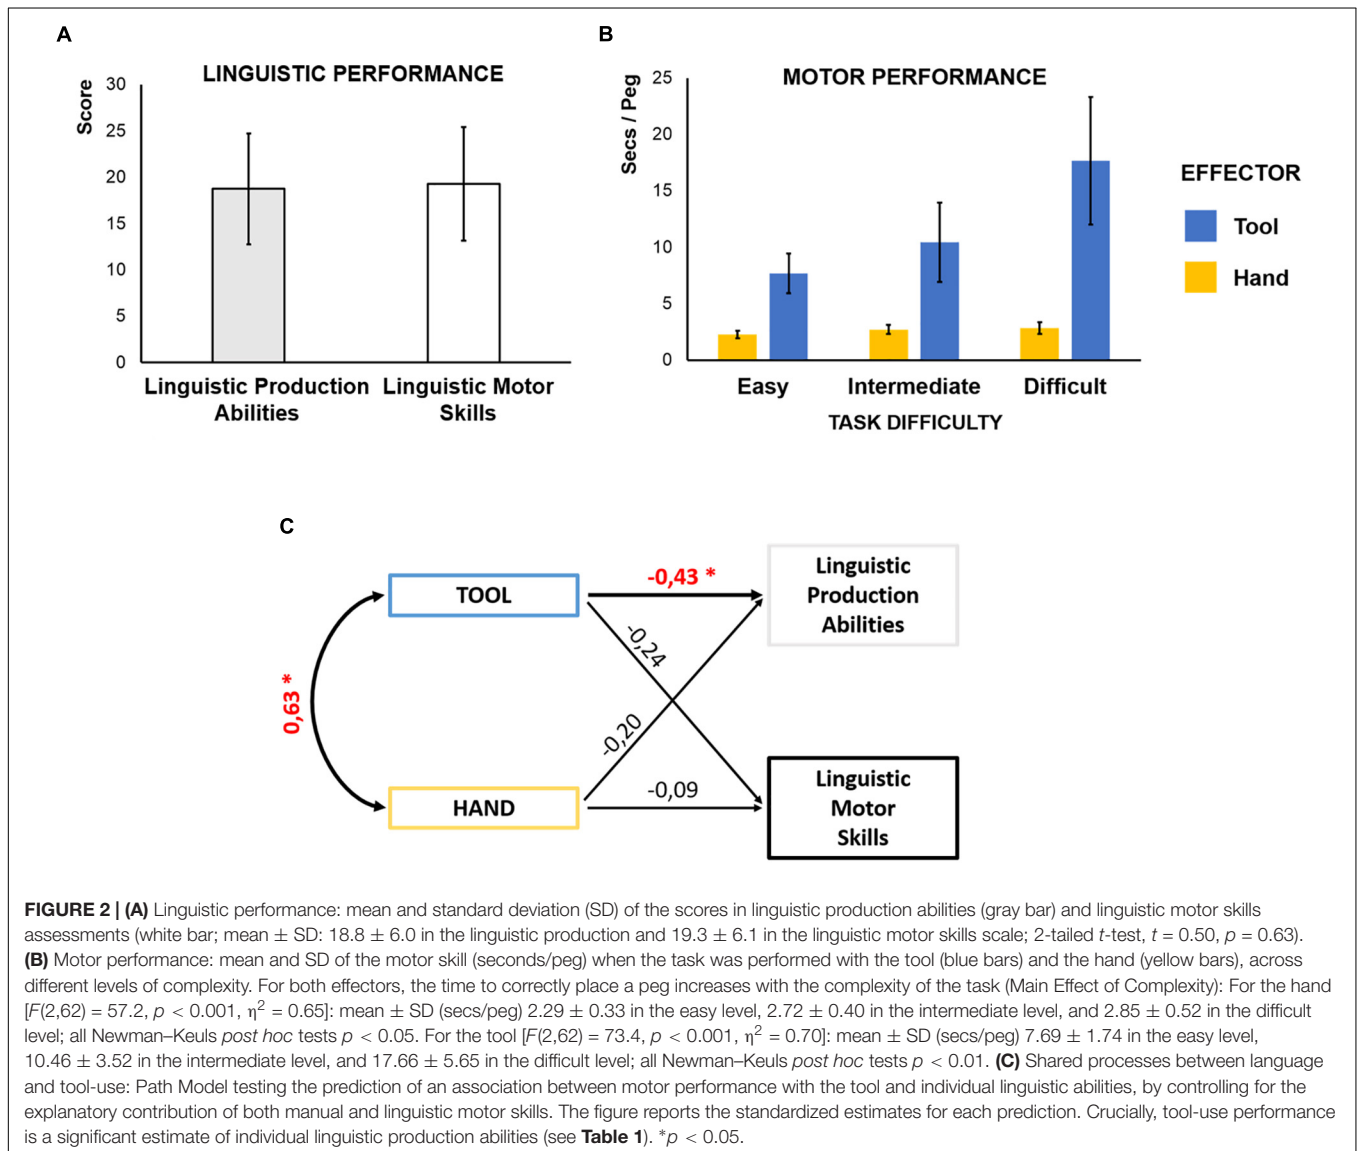 A
LINGUISTIC PERFORMANCE
Score
30
25
20
15
10
5
0
Linguistic Production
Abilities
Linguistic Motor
Skills
B
MOTOR PERFORMANCE
Secs / Peg
25
20
15
10
5
0
Easy
Intermediate
Difficult
TASK DIFFICULTY
EFFECTOR
Tool
Hand
C
TOOL
HAND
0,63 *
-0,43 *
-0,24
-0,20
-0,09
Linguistic
Production
Abilities
Linguistic
Motor
Skills
FIGURE 2 | (A) Linguistic performance: mean and standard deviation (SD) of the scores in linguistic production abilities (gray bar) and linguistic motor skills
assessments (white bar; mean ± SD: 18.8 ± 6.0 in the linguistic production and 19.3 ± 6.1 in the linguistic motor skills scale; 2-tailed t-test, t = 0.50, p = 0.63).
(B) Motor performance: mean and SD of the motor skill (seconds/peg) when the task was performed with the tool (blue bars) and the hand (yellow bars), across
different levels of complexity. For both effectors, the time to correctly place a peg increases with the complexity of the task (Main Effect of Complexity): For the hand
[F(2,62) = 57.2, p < 0.001, η² = 0.65]: mean ± SD (secs/peg) 2.29 ± 0.33 in the easy level, 2.72 ± 0.40 in the intermediate level, and 2.85 ± 0.52 in the difficult
level; all Newman–Keuls post hoc tests p < 0.05. For the tool [F(2,62) = 73.4, p < 0.001, η² = 0.70]: mean ± SD (secs/peg) 7.69 ± 1.74 in the easy level,
10.46 ± 3.52 in the intermediate level, and 17.66 ± 5.65 in the difficult level; all Newman–Keuls post hoc tests p < 0.01. (C) Shared processes between language
and tool-use: Path Model testing the prediction of an association between motor performance with the tool and individual linguistic abilities, by controlling for the
explanatory contribution of both manual and linguistic motor skills. The figure reports the standardized estimates for each prediction. Crucially, tool-use performance
is a significant estimate of individual linguistic production abilities (see Table 1). *p < 0.05.